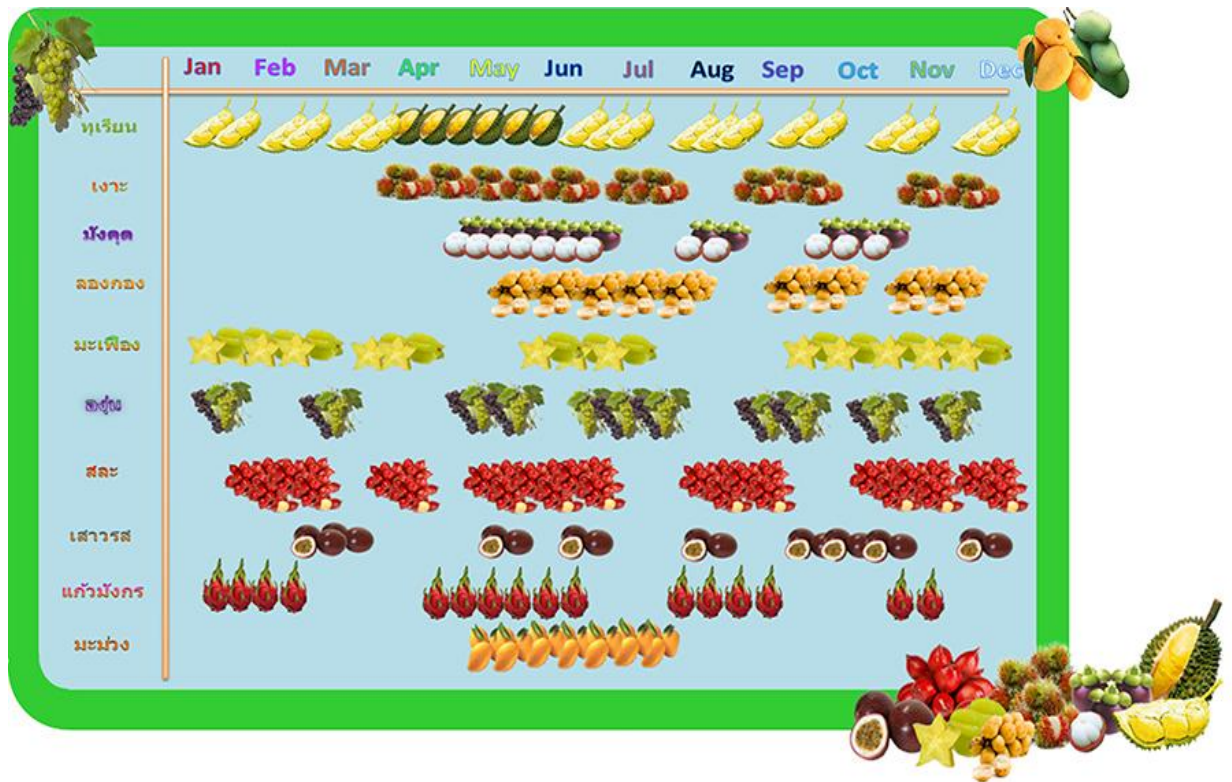 Jan Feb Mar Apr May Jun Jul Aug Sep Oct Nov Dec
ทุเรียน
เงาะ
มังคุด
ลองกอง
มะเฟือง
องุ่น
สละ
เสาวรส
แก้วมังกร
มะม่วง